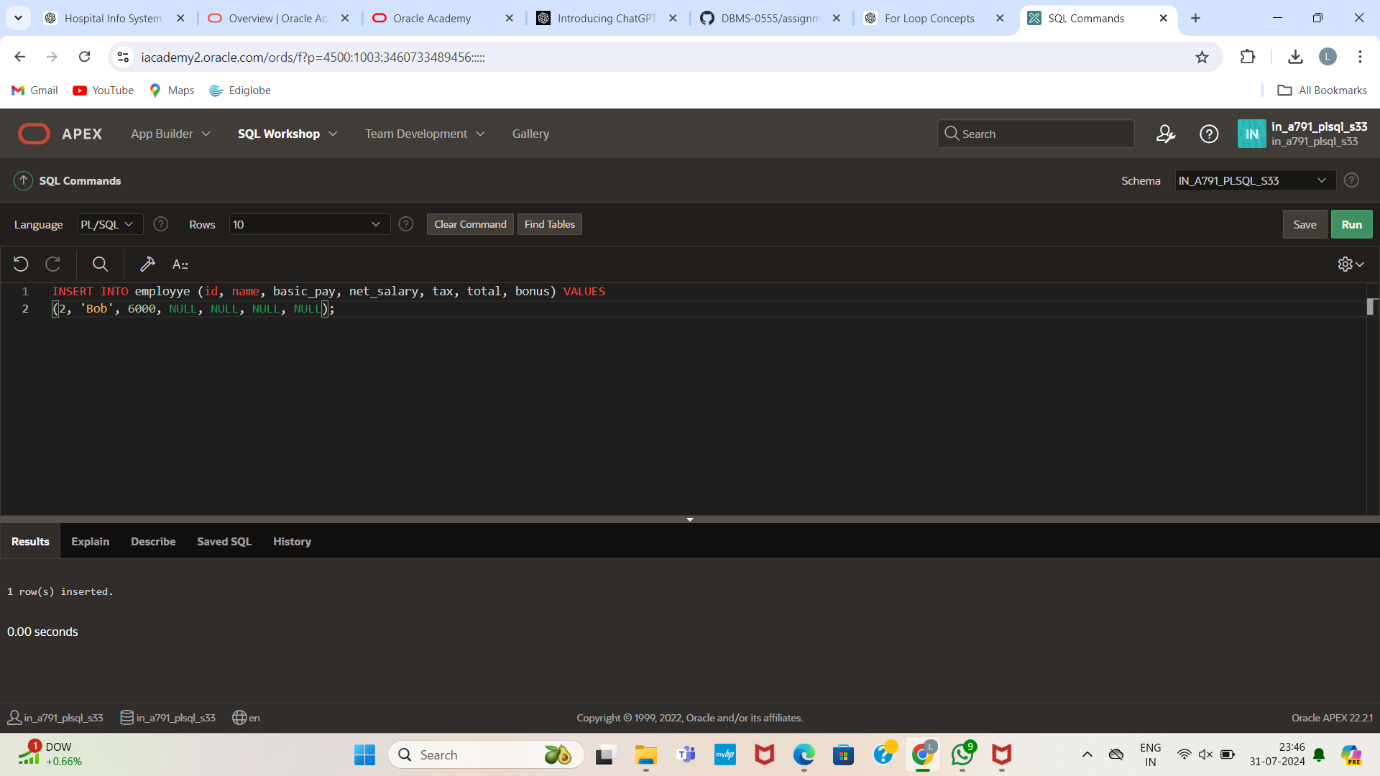 Hospital Info System
Overview | Oracle Aca
Oracle Academy
Introducing ChatGPT
DBMS-0555/assignm
For Loop Concepts
SQL Commands
iacademy2.oracle.com/ords/f?p=4500:1003:3460733489456:::::
L
Gmail
YouTube
Maps
Ediglobe
All Bookmarks
APEX
App Builder
SQL Workshop
Team Development
Gallery
Search
IN
in_a791_plsql_s33
in_a791_plsql_s33
SQL Commands
Schema
IN_A791_PLSQL_S33
Language
PL/SQL
Rows
10
Clear Command
Find Tables
Save
Run
1 INSERT INTO employye (id, name, basic_pay, net_salary, tax, total, bonus) VALUES
2 (2, 'Bob', 6000, NULL, NULL, NULL, NULL);
Results
Explain
Describe
Saved SQL
History
1 row(s) inserted.
0.00 seconds
in_a791_plsql_s33
in_a791_plsql_s33
en
Copyright © 1999, 2022, Oracle and/or its affiliates.
Oracle APEX 22.2.1
1
DOW
+0.66%
Search
myhp
L
9
ENG
IN
23:46
31-07-2024
PRE